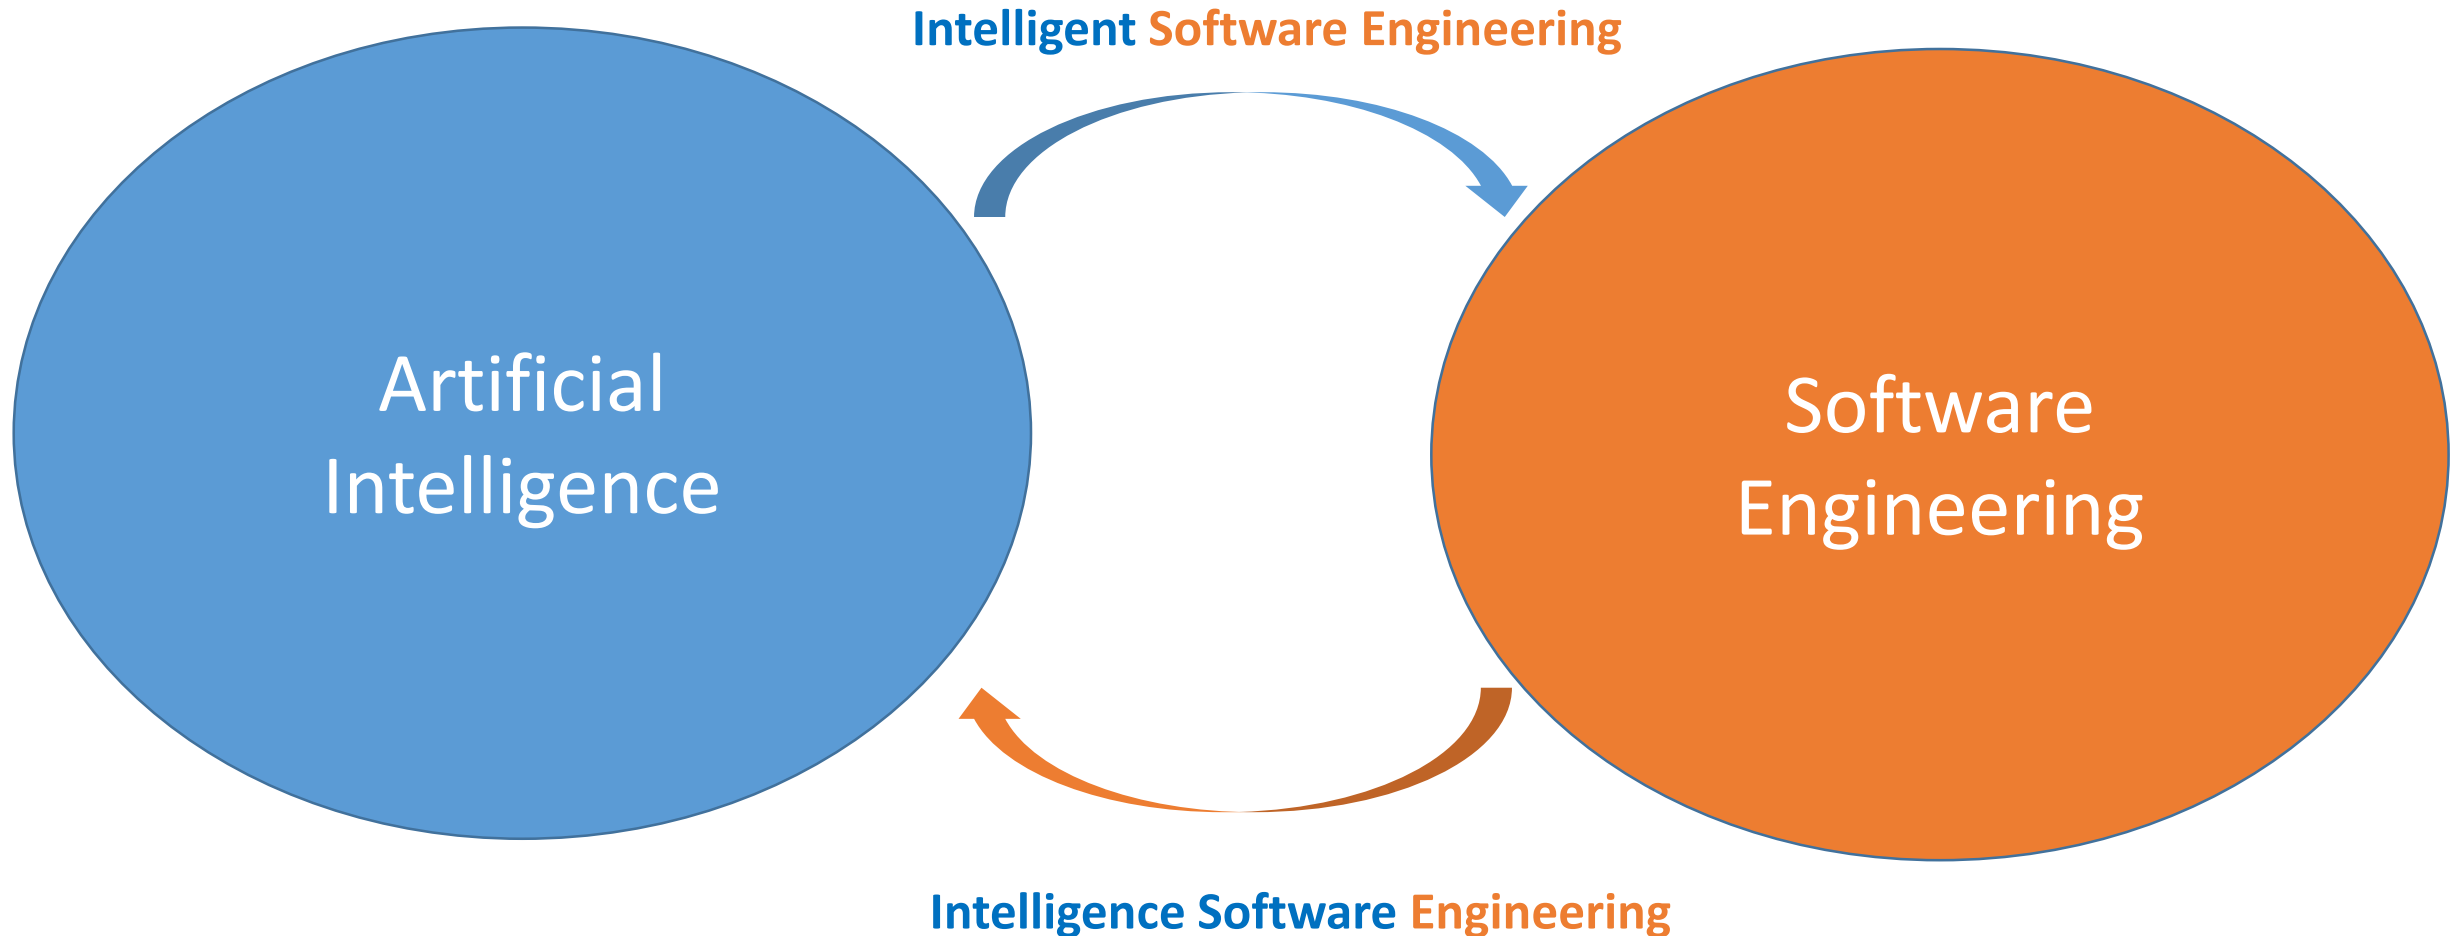 Intelligent Software Engineering
Artificial
Intelligence
Software
Engineering
Intelligence Software Engineering